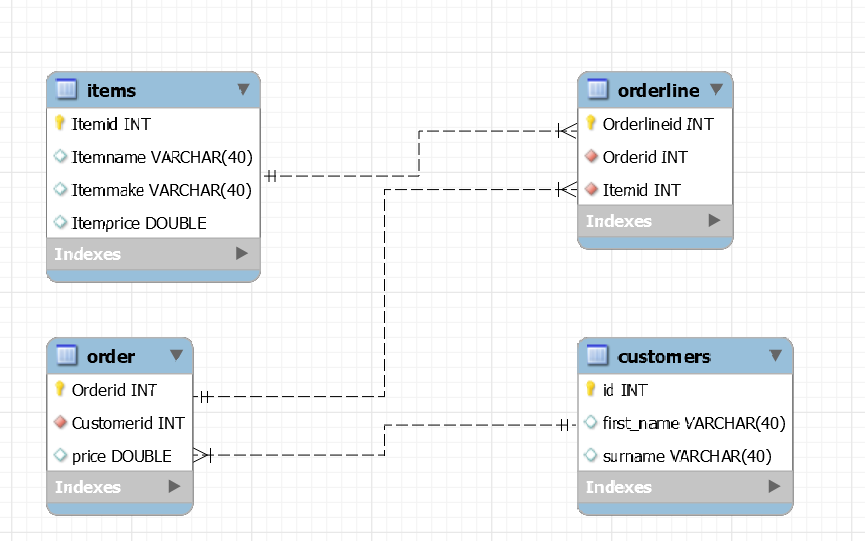 items
Itemid INT
Itemname VARCHAR(40)
Itemmake VARCHAR(40)
Itemprice DOUBLE
Indexes
orderline
Orderlineid INT
Orderid INT
Itemid INT
Indexes
order
Orderid INT
Customerid INT
price DOUBLE
Indexes
customers
id INT
first_name VARCHAR(40)
surname VARCHAR(40)
Indexes